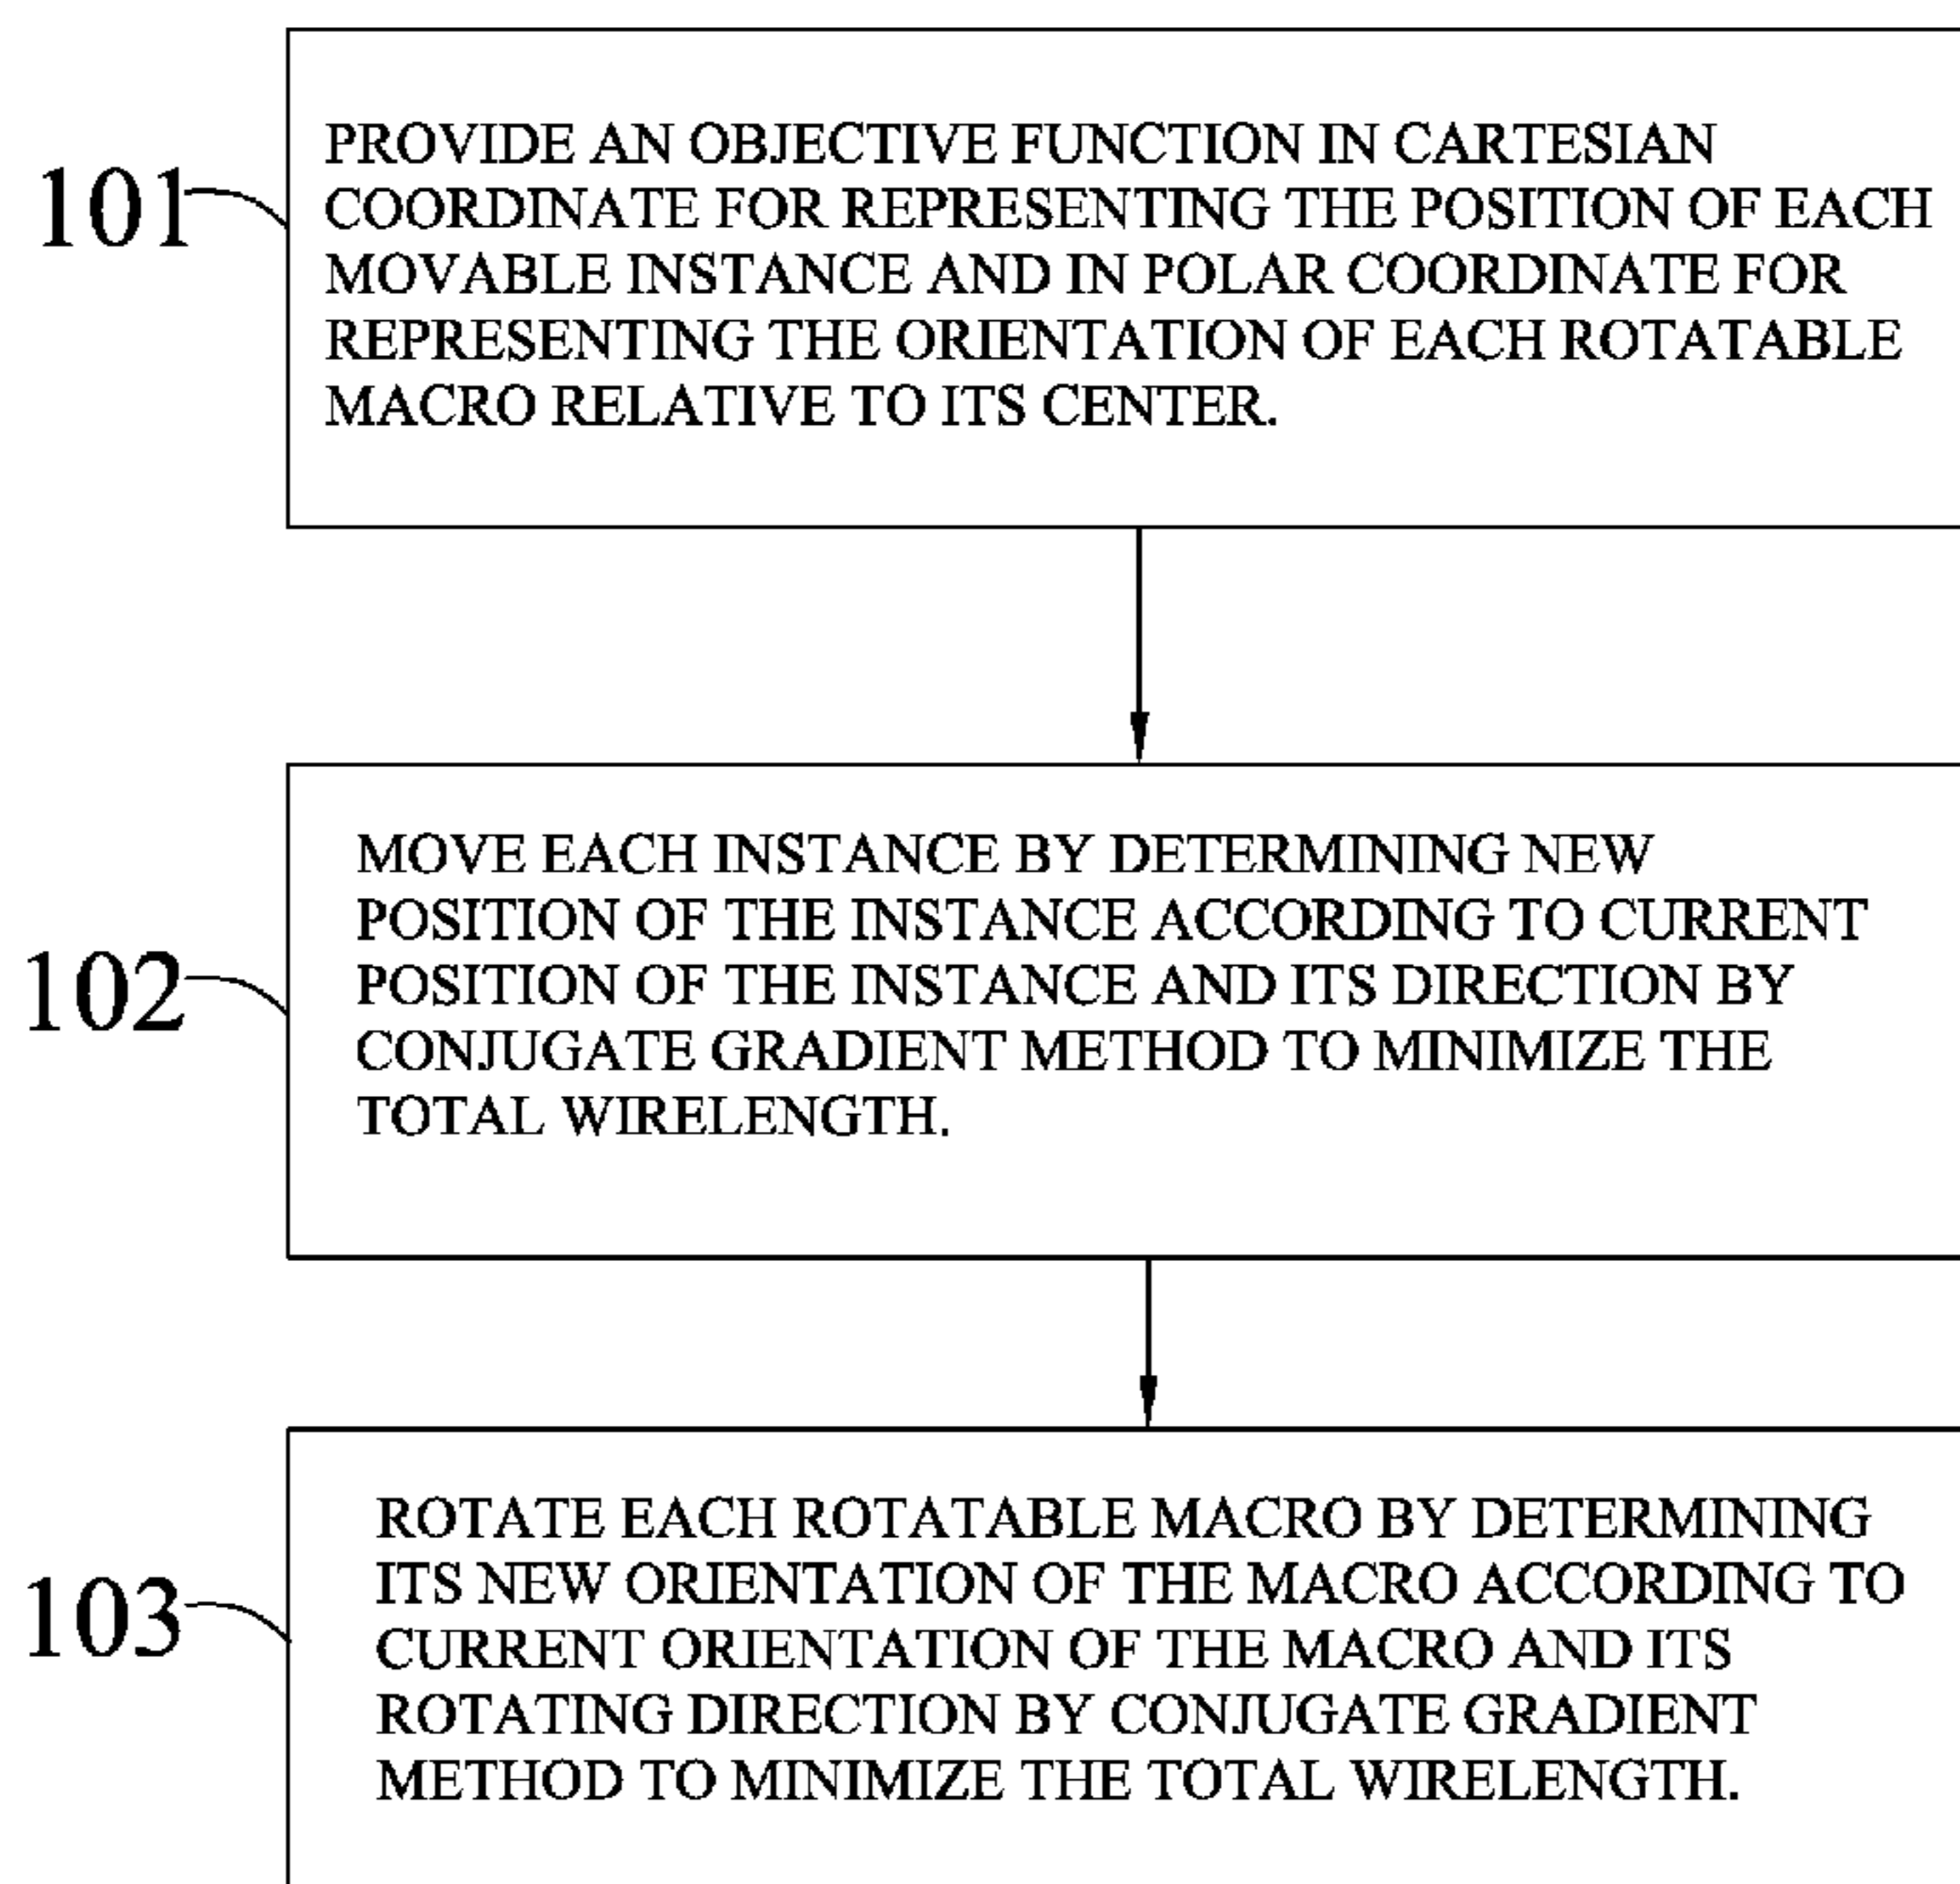 101
PROVIDE AN OBJECTIVE FUNCTION IN CARTESIAN
COORDINATE FOR REPRESENTING THE POSITION OF EACH
MOVABLE INSTANCE AND IN POLAR COORDINATE FOR
REPRESENTING THE ORIENTATION OF EACH ROTATABLE
MACRO RELATIVE TO ITS CENTER.
102
MOVE EACH INSTANCE BY DETERMINING NEW
POSITION OF THE INSTANCE ACCORDING TO CURRENT
POSITION OF THE INSTANCE AND ITS DIRECTION BY
CONJUGATE GRADIENT METHOD TO MINIMIZE THE
TOTAL WIRELENGTH.
103
ROTATE EACH ROTATABLE MACRO BY DETERMINING
ITS NEW ORIENTATION OF THE MACRO ACCORDING TO
CURRENT ORIENTATION OF THE MACRO AND ITS
ROTATING DIRECTION BY CONJUGATE GRADIENT
METHOD TO MINIMIZE THE TOTAL WIRELENGTH.